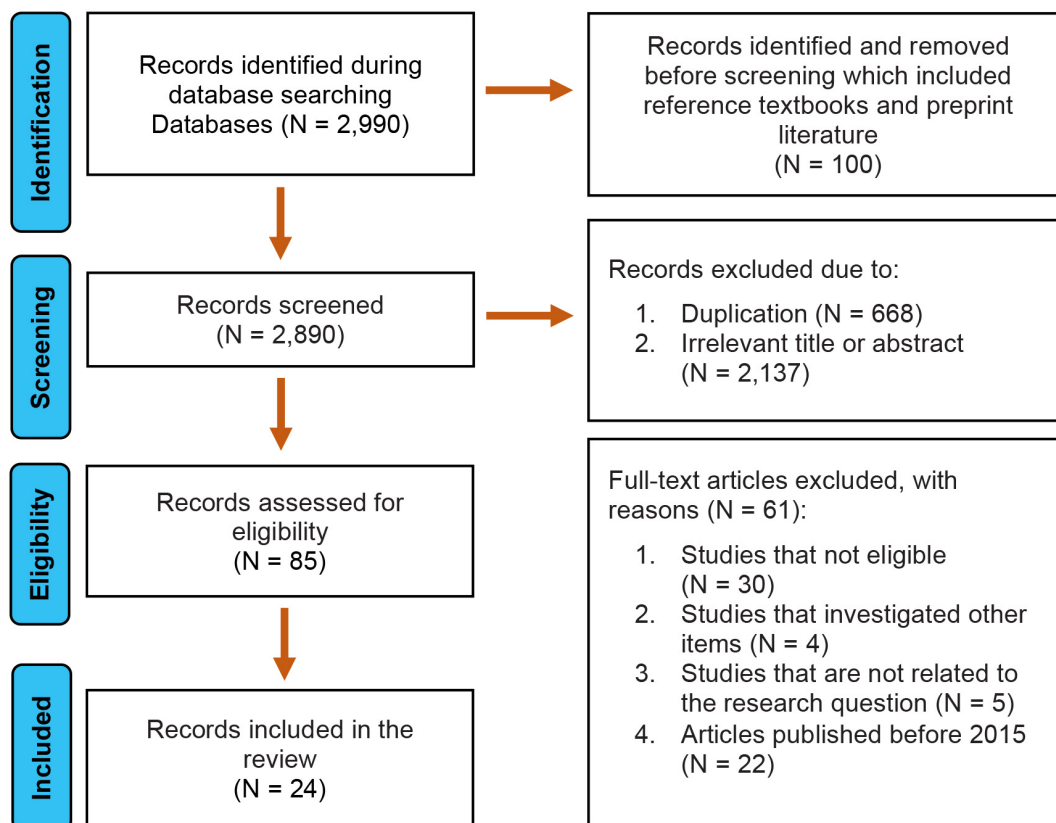 Identification
Records identified during
database searching
Databases (N = 2,990)
Records identified and removed
before screening which included
reference textbooks and preprint
literature
(N = 100)
Screening
Records screened
(N = 2,890)
Records excluded due to:
1. Duplication (N = 668)
2. Irrelevant title or abstract
(N = 2,137)
Eligibility
Records assessed for
eligibility
(N = 85)
Full-text articles excluded, with
reasons (N = 61):
1. Studies that not eligible
(N = 30)
2. Studies that investigated other
items (N = 4)
3. Studies that are not related to
the research question (N = 5)
4. Articles published before 2015
(N = 22)
Included
Records included in the
review
(N = 24)